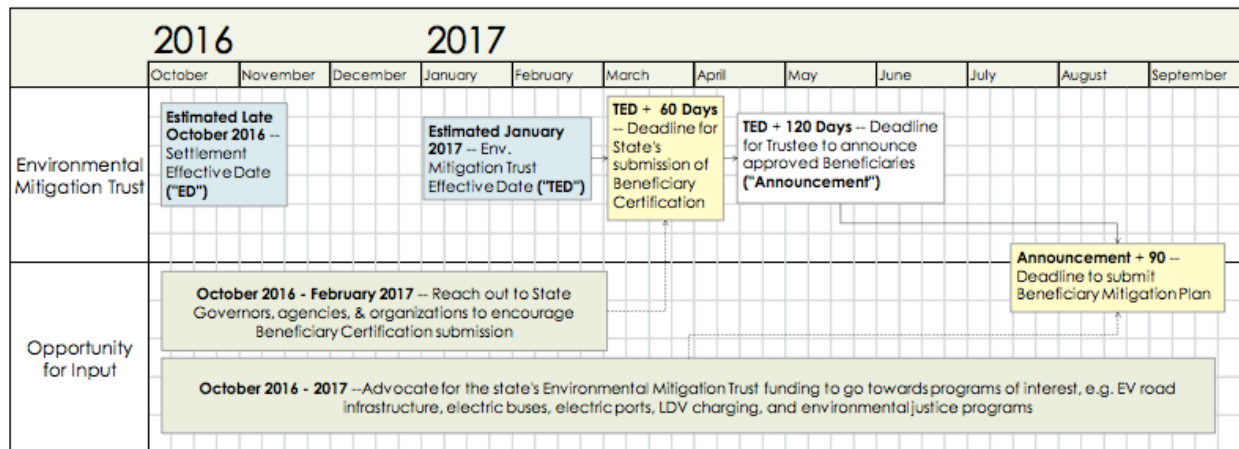 2016 2017
October November December January February March April May June July August September
Environmental
Mitigation Trust
Estimated Late
October 2016 --
Settlement
Effective Date
("ED")
Estimated January
2017 -- Env.
Mitigation Trust
Effective Date ("TED")
TED + 60 Days
-- Deadline for
State's
submission of
Beneficiary
Certification
TED + 120 Days -- Deadline
for Trustee to announce
approved Beneficiaries
("Announcement")
Announcement + 90 --
Deadline to submit
Beneficiary Mitigation Plan
Opportunity
for Input
October 2016 - February 2017 -- Reach out to State
Governors, agencies, & organizations to encourage
Beneficiary Certification submission
October 2016 - 2017 --Advocate for the state's Environmental Mitigation Trust funding to go towards programs of interest, e.g. EV road
infrastructure, electric buses, electric ports, LDV charging, and environmental justice programs